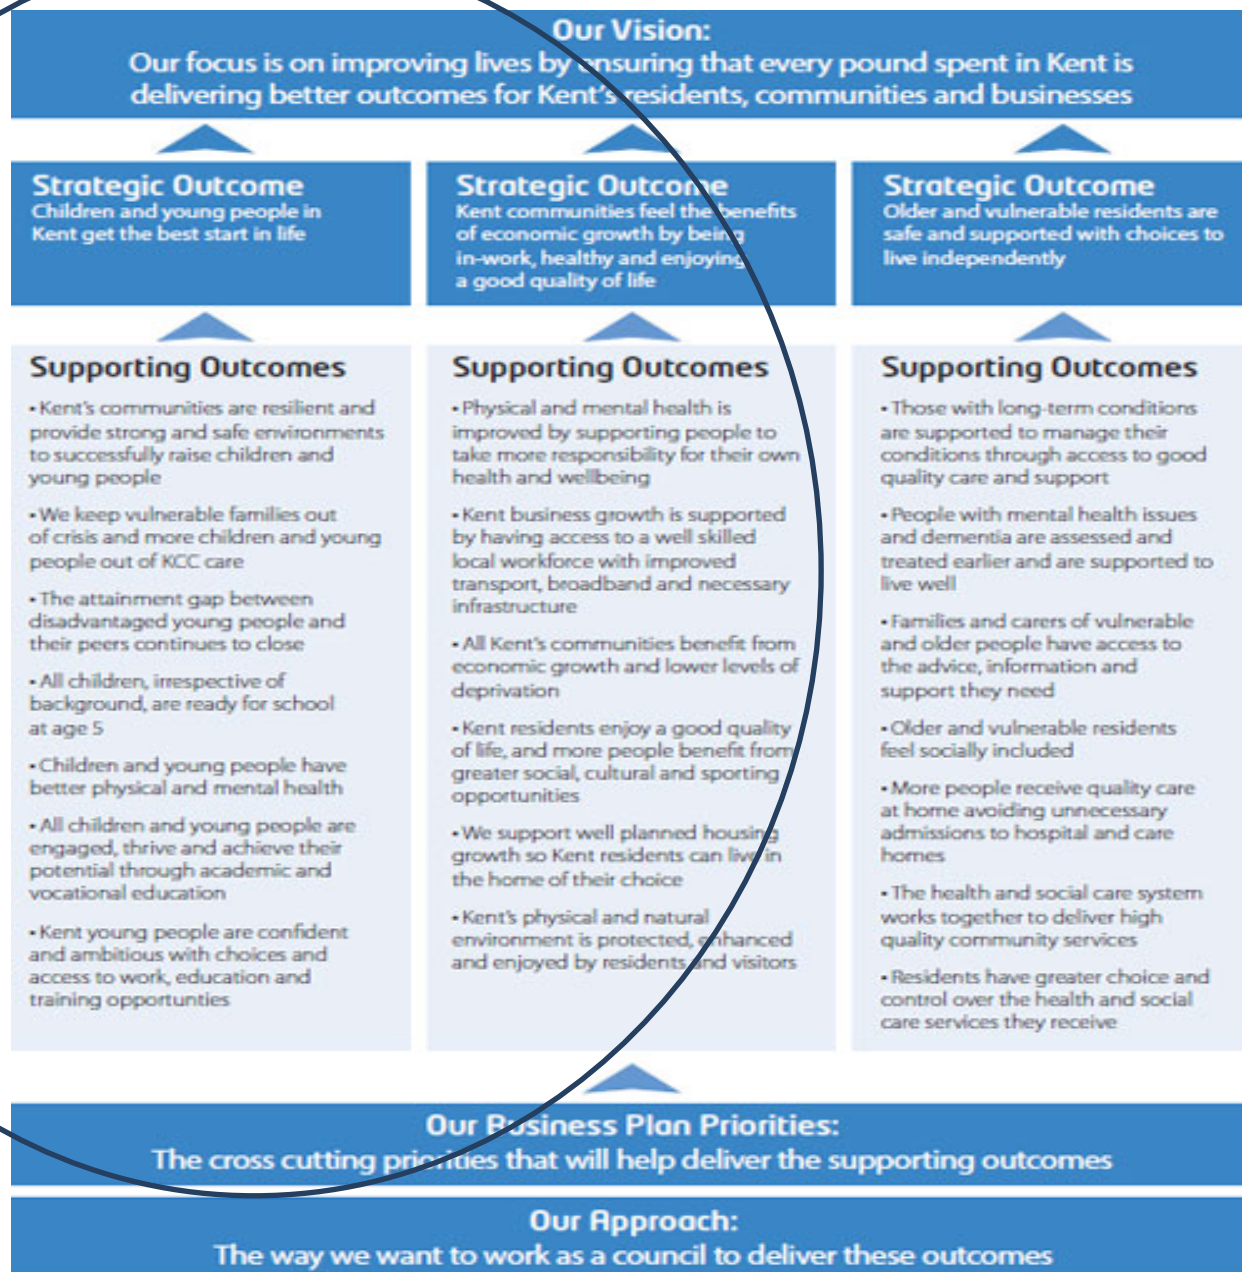 Our Vision:
Our focus is on improving lives by ensuring that every pound spent in Kent is
delivering better outcomes for Kent's residents, communities and businesses
Strategic Outcome
Children and young people in
Kent get the best start in life
Strategic Outcome
Kent communities feel the benefits
of economic growth by being
in-work, healthy and enjoying
a good quality of life
Strategic Outcome
Older and vulnerable residents are
safe and supported with choices to
live independently
Supporting Outcomes
• Kent's communities are resilient and
provide strong and safe environments
to successfully raise children and
young people
• We keep vulnerable families out
of crisis and more children and young
people out of KCC care
• The attainment gap between
disadvantaged young people and
their peers continues to close
• All children, irrespective of
background, are ready for school
at age 5
• Children and young people have
better physical and mental health
• All children and young people are
engaged, thrive and achieve their
potential through academic and
vocational education
• Kent young people are confident
and ambitious with choices and
access to work, education and
training opportunties
Supporting Outcomes
• Physical and mental health is
improved by supporting people to
take more responsibility for their own
health and wellbeing
• Kent business growth is supported
by having access to a well skilled
local workforce with improved
transport, broadband and necessary
infrastructure
• All Kent's communities benefit from
economic growth and lower levels of
deprivation
• Kent residents enjoy a good quality
of life, and more people benefit from
greater social, cultural and sporting
opportunities
• We support well planned housing
growth so Kent residents can live in
the home of their choice
• Kent's physical and natural
environment is protected, enhanced
and enjoyed by residents and visitors
Supporting Outcomes
• Those with long-term conditions
are supported to manage their
conditions through access to good
quality care and support
• People with mental health issues
and dementia are assessed and
treated earlier and are supported to
live well
• Families and carers of vulnerable
and older people have access to
the advice, information and
support they need
• Older and vulnerable residents
feel socially included
• More people receive quality care
at home avoiding unnecessary
admissions to hospital and care
homes
• The health and social care system
works together to deliver high
quality community services
• Residents have greater choice and
control over the health and social
care services they receive
Our Business Plan Priorities:
The cross cutting priorities that will help deliver the supporting outcomes
Our Approach:
The way we want to work as a council to deliver these outcomes